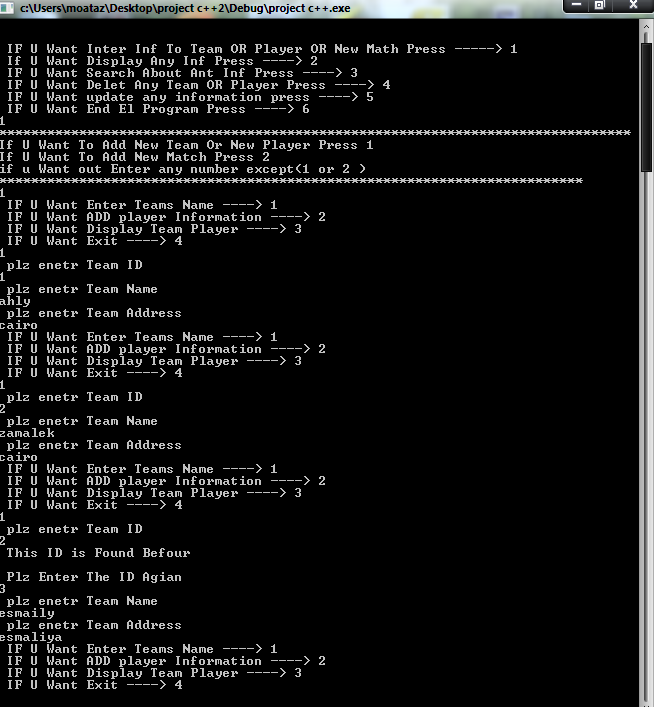 c:\Users\moataz\Desktop\project c++2\Debug\project c++.exe
IF U Want Inter Inf To Team OR Player OR New Math Press -----> 1
If U Want Display Any Inf Press ----> 2
IF U Want Search About Ant Inf Press ----> 3
IF U Want Delet Any Team OR Player Press ----> 4
IF U Want update any information press ----> 5
IF U Want End El Program Press ----> 6
1
*******************************************************************************
If U Want To Add New Team Or New Player Press 1
If U Want To Add New Match Press 2
if u Want out Enter any number except(1 or 2 )
*************************************************************************
1
IF U Want Enter Teams Name ----> 1
IF U Want ADD player Information ----> 2
IF U Want Display Team Player ----> 3
IF U Want Exit ----> 4
1
plz enetr Team ID
1
plz enetr Team Name
ahly
plz enetr Team Address
cairo
IF U Want Enter Teams Name ----> 1
IF U Want ADD player Information ----> 2
IF U Want Display Team Player ----> 3
IF U Want Exit ----> 4
1
plz enetr Team ID
2
plz enetr Team Name
zamalek
plz enetr Team Address
cairo
IF U Want Enter Teams Name ----> 1
IF U Want ADD player Information ----> 2
IF U Want Display Team Player ----> 3
IF U Want Exit ----> 4
1
plz enetr Team ID
2
This ID is Found Befour
Plz Enter The ID Agian
3
plz enetr Team Name
esmaily
plz enetr Team Address
esmaliya
IF U Want Enter Teams Name ----> 1
IF U Want ADD player Information ----> 2
IF U Want Display Team Player ----> 3
IF U Want Exit ----> 4